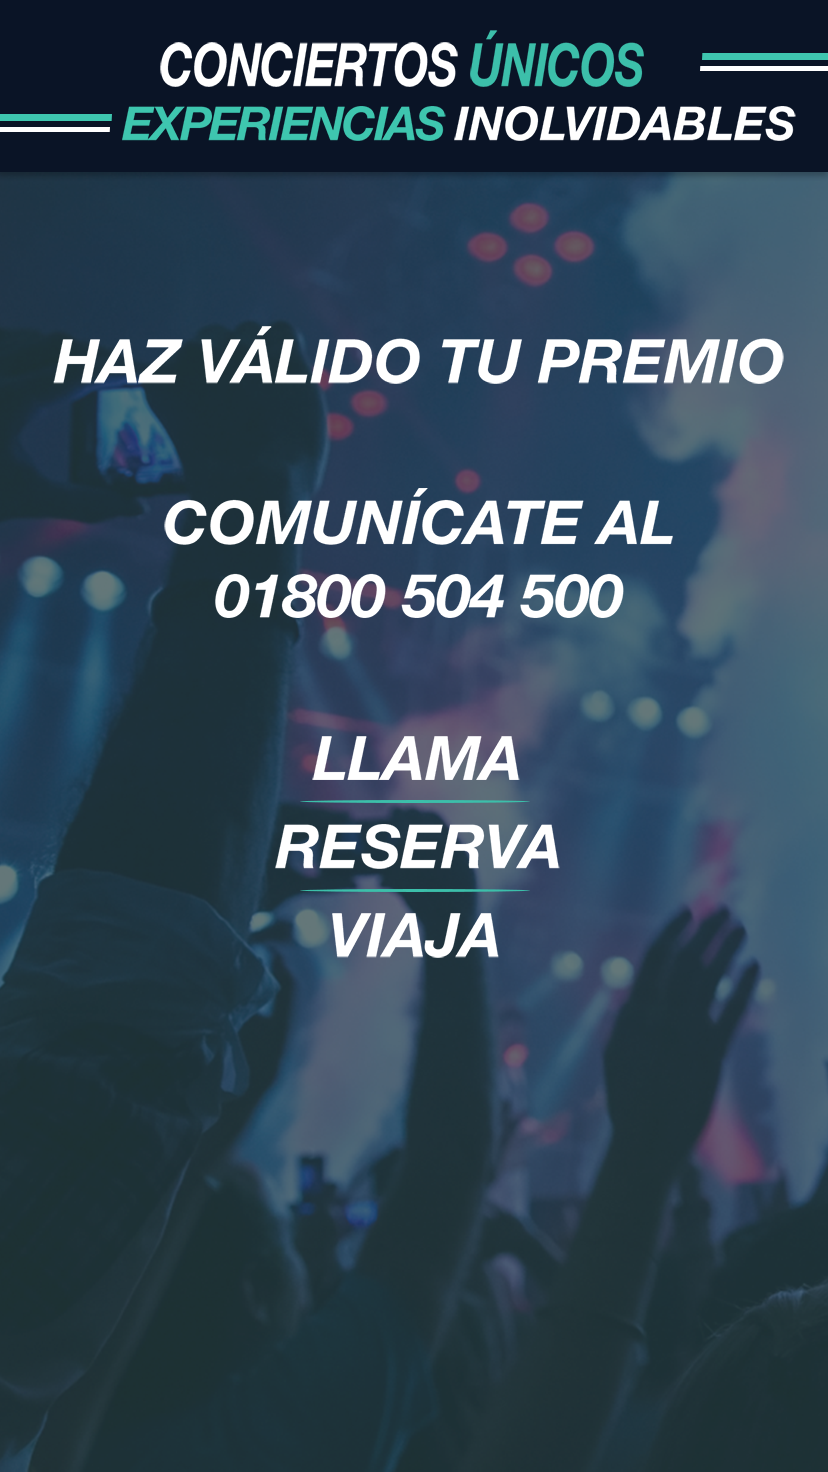 CONCIERTOS ÚNICOS
EXPERIENCIAS INOLVIDABLES
HAZ VÁLIDO TU PREMIO
COMUNÍCATE AL
01800 504 500
LLAMA
RESERVA
VIAJA